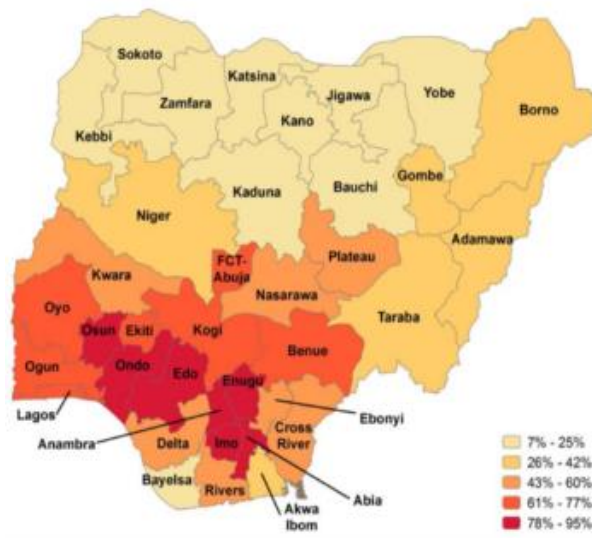 Sokoto
Katsina
Jigawa
Yobe
Borno
Zamfara
Kano
Kebbi
Gombe
Kaduna
Bauchi
Niger
Adamawa
FCT-
Abuja
Plateau
Kwara
Nasarawa
Taraba
Oyo
Osun
Ekiti
Kogi
Benue
Ogun
Ondo
Edo
Enugu
Lagos
Ebonyi
Anambra
Delta
Imo
Cross
River
Bayelsa
Rivers
Akwa
Ibom
Abia
7% - 25%
26% - 42%
43% - 60%
61% - 77%
78% - 95%